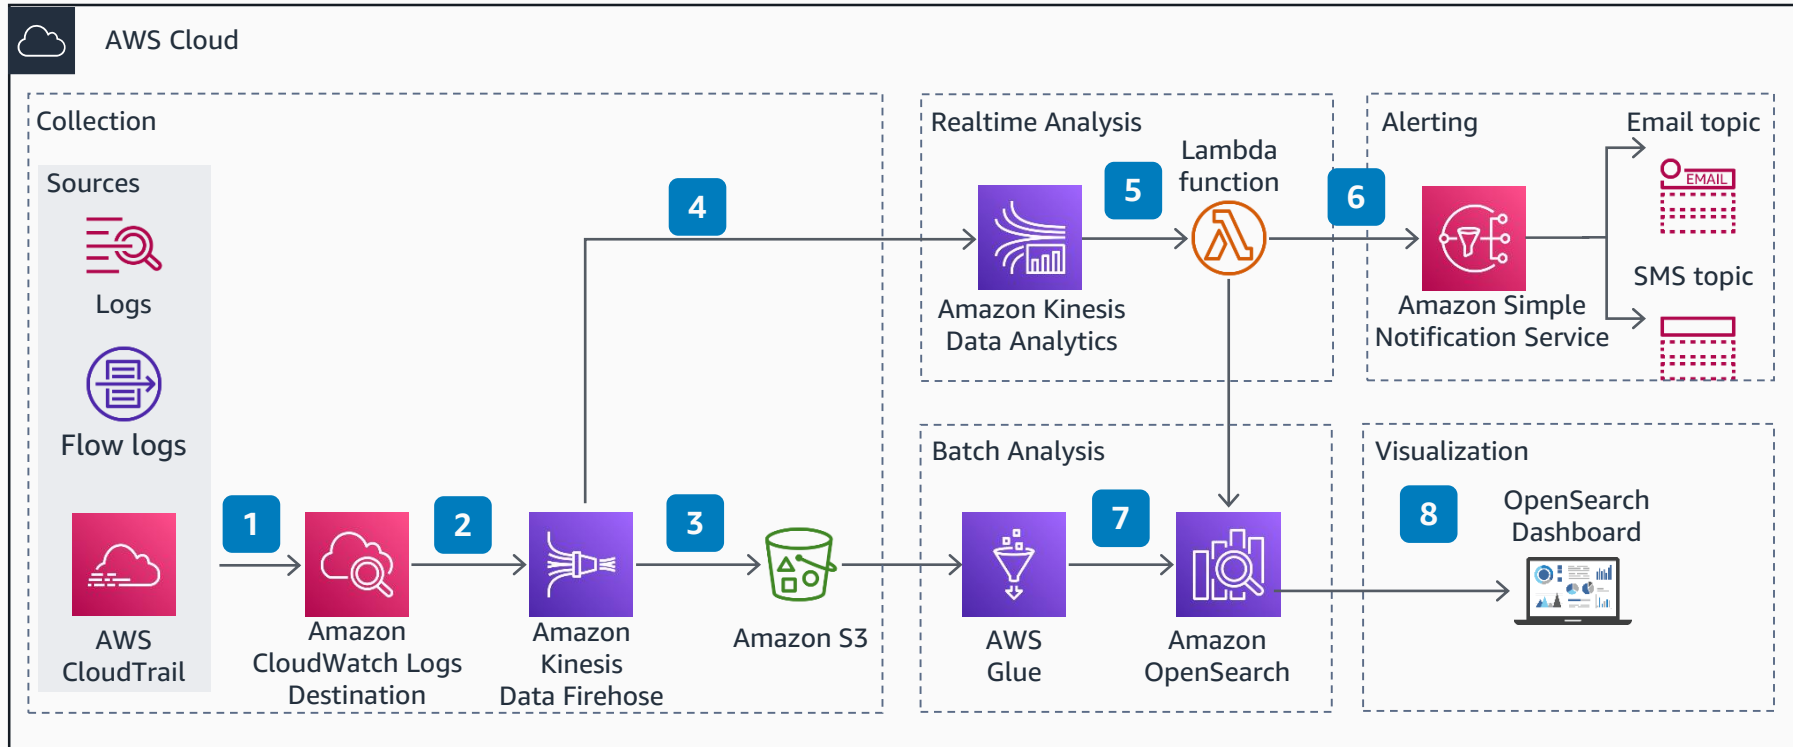 AWS Cloud
Collection
Sources
Logs
Flow logs
AWS
CloudTrail
1
Amazon
CloudWatch Logs
Destination
2
Amazon
Kinesis
Data Firehose
3
Amazon S3
4
Realtime Analysis
Amazon Kinesis
Data Analytics
5
Lambda
function
6
Alerting
Amazon Simple
Notification Service
Email topic
EMAIL
SMS topic
Batch Analysis
AWS
Glue
7
Amazon
OpenSearch
Visualization
8
OpenSearch
Dashboard